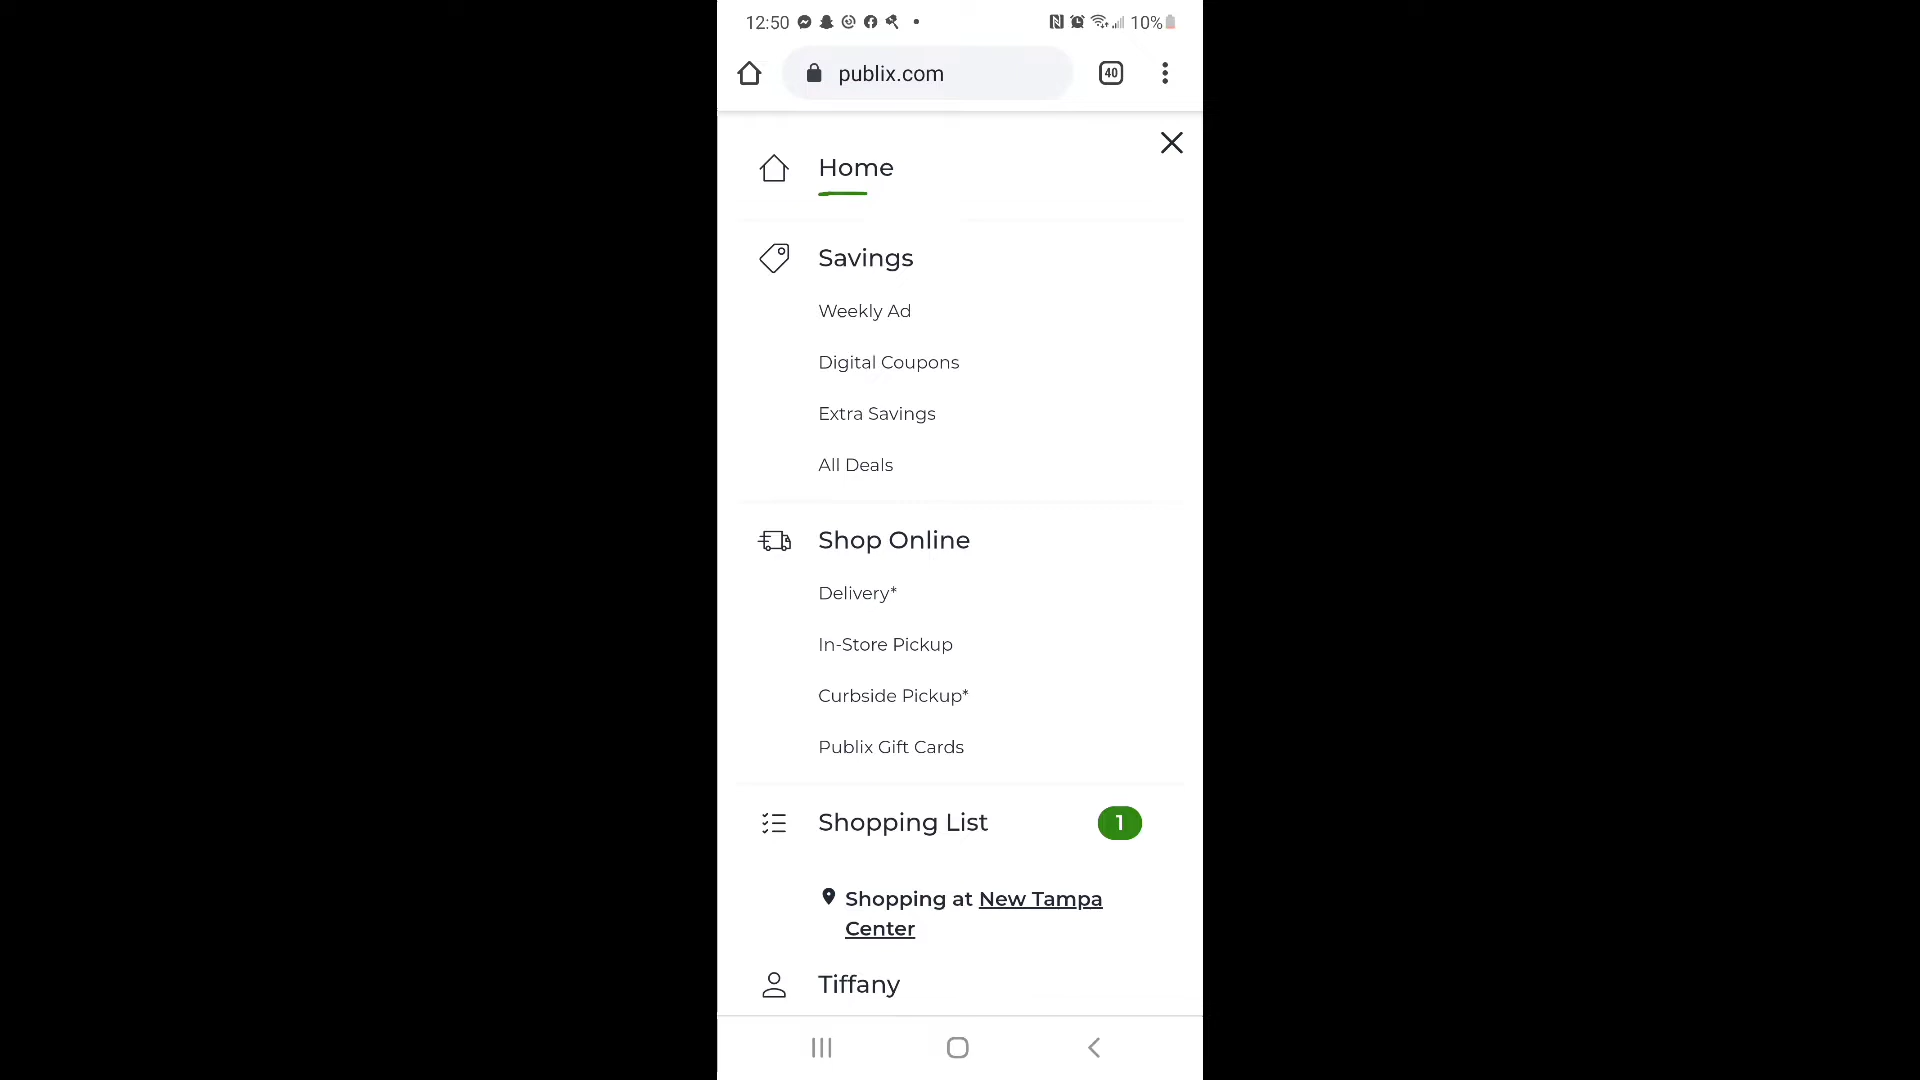 12:50 10%
publix.com 40
Home
Savings
Weekly Ad
Digital Coupons
Extra Savings
All Deals
Shop Online
Delivery*
In-Store Pickup
Curbside Pickup*
Publix Gift Cards
Shopping List 1
Shopping at New Tampa
Center
Tiffany